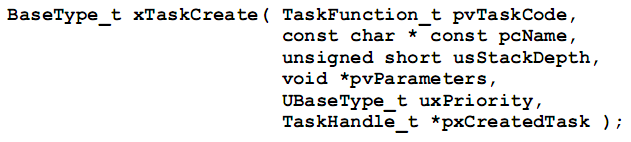 BaseType_t xTaskCreate( TaskFunction_t pvTaskCode,
const char * const pcName,
unsigned short usStackDepth,
void *pvParameters,
UBaseType_t uxPriority,
TaskHandle_t *pxCreatedTask );